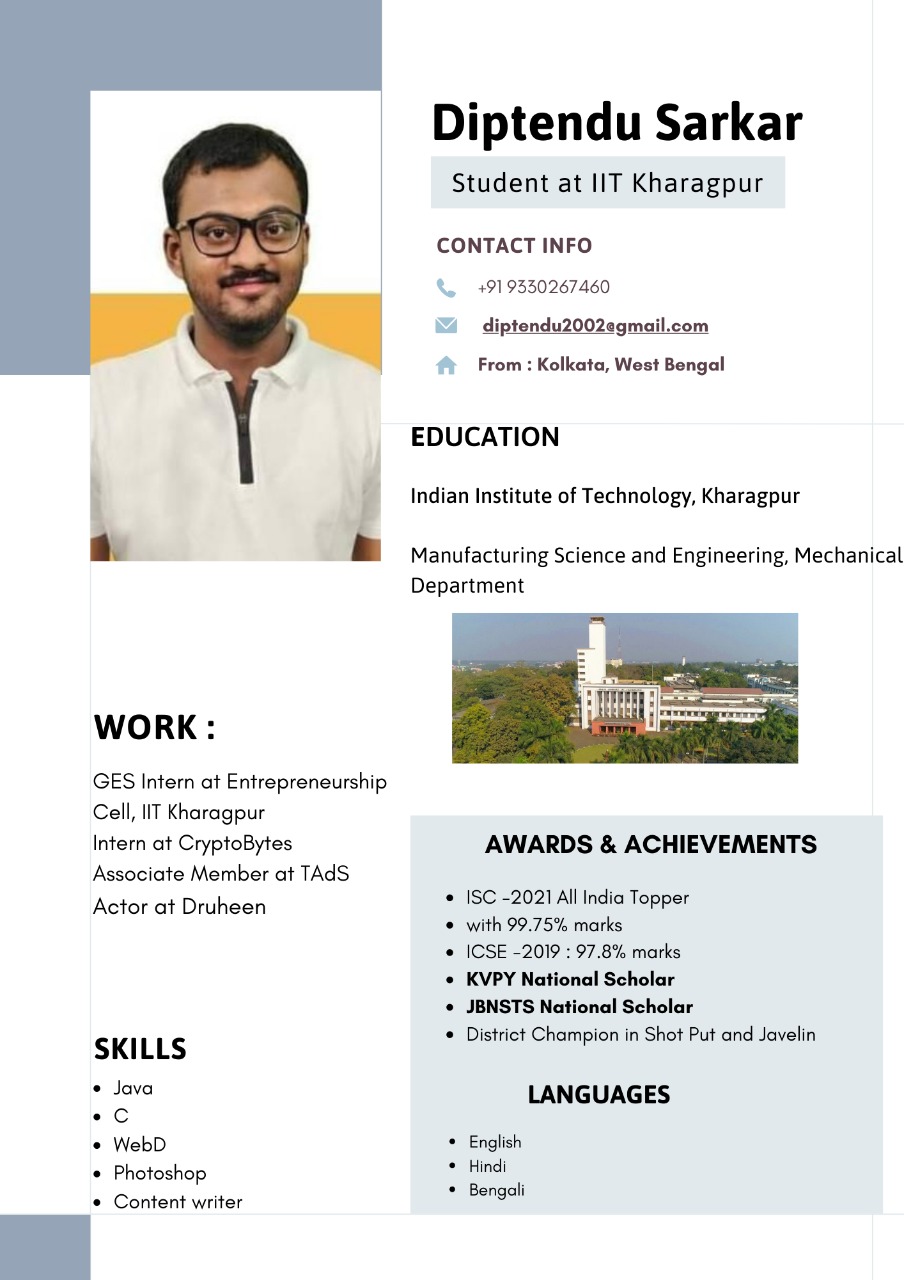 Diptendu Sarkar
Student at IIT Kharagpur
CONTACT INFO
+91 9330267460
diptendu2002@gmail.com
From : Kolkata, West Bengal
EDUCATION
Indian Institute of Technology, Kharagpur
Manufacturing Science and Engineering, Mechanical
Department
WORK :
GES Intern at Entrepreneurship
Cell, IIT Kharagpur
Intern at CryptoBytes
Associate Member at TAdS
Actor at Druheen
SKILLS
• Java
• C
• WebD
• Photoshop
• Content writer
AWARDS & ACHIEVEMENTS
• ISC -2021 All India Topper
• with 99.75% marks
• ICSE -2019 : 97.8% marks
• KVPY National Scholar
• JBNSTS National Scholar
• District Champion in Shot Put and Javelin
LANGUAGES
• English
• Hindi
• Bengali